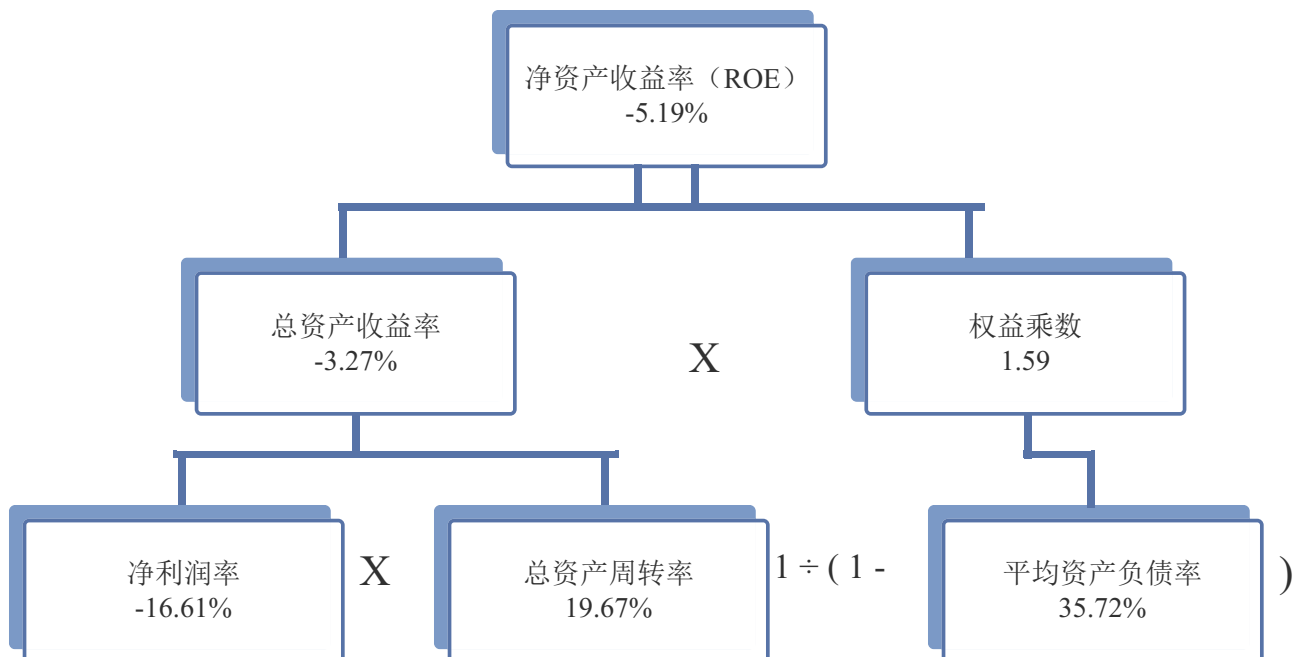 净资产收益率（ROE）
-5.19%
总资产收益率
-3.27%
X
权益乘数
1.59
净利润率
-16.61%
X
总资产周转率
19.67%
1 ÷ ( 1 -
平均资产负债率
35.72%
)